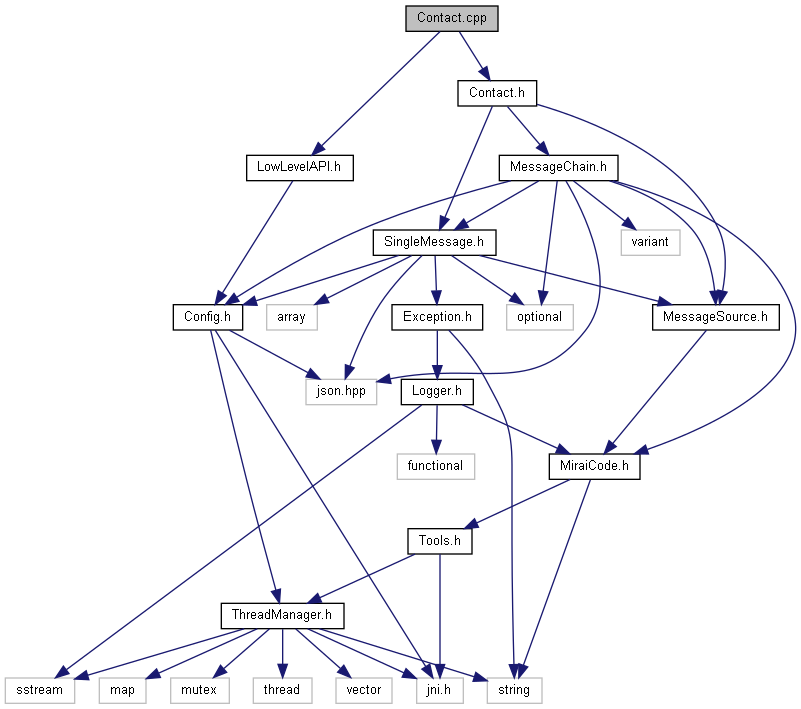 Contact.cpp
Contact.h
LowLevelAPI.h
MessageChain.h
SingleMessage.h
variant
Config.h
array
Exception.h
optional
MessageSource.h
json.hpp
Logger.h
functional
MiraiCode.h
Tools.h
ThreadManager.h
sstream
map
mutex
thread
vector
jni.h
string